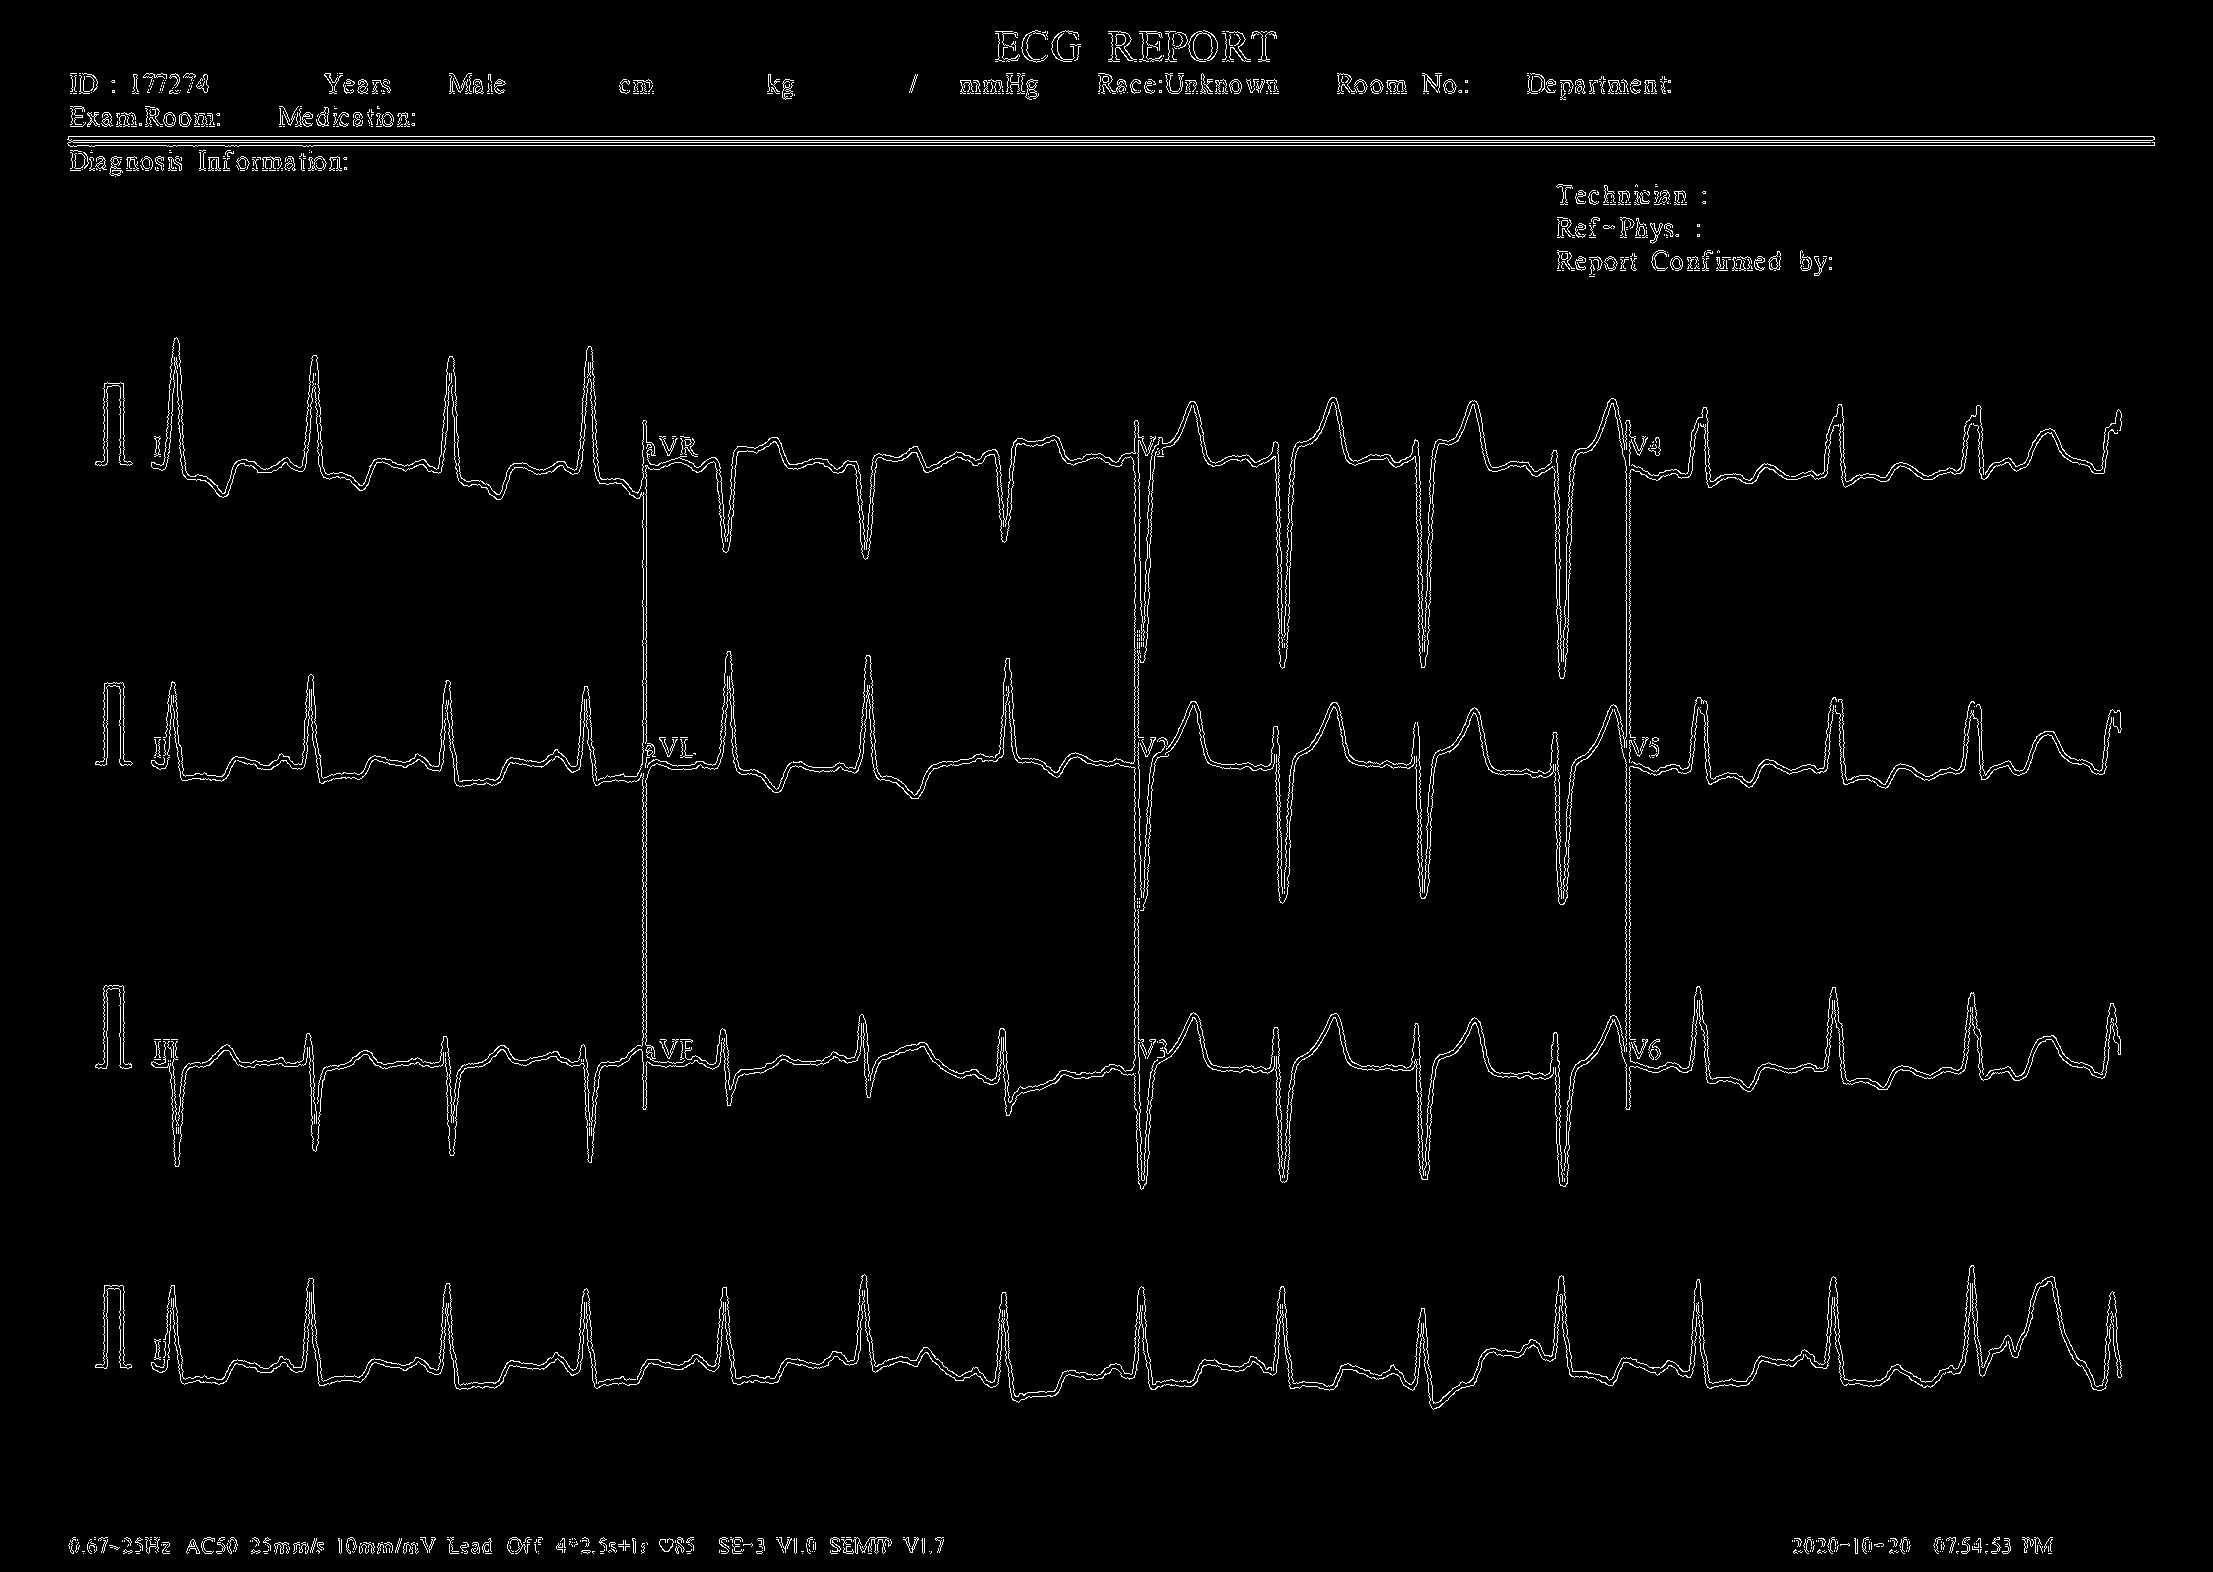 ECG REPORT
ID : 177274 Years Male cm kg / mmHg Race:Unknown Room No.: Department:
Exam.Room: Medication:
Diagnosis Information:
Technician :
Ref-Phys. :
Report Confirmed by:
I aVR V1 V4
II aVL V2 V5
III aVF V3 V6
II
0.67~25Hz AC50 25mm/s 10mm/mV Lead Off 4*2.5s+1r ♡85 SE-3 V1.0 SEMIP V1.7 2020-10-20 07:54:53 PM